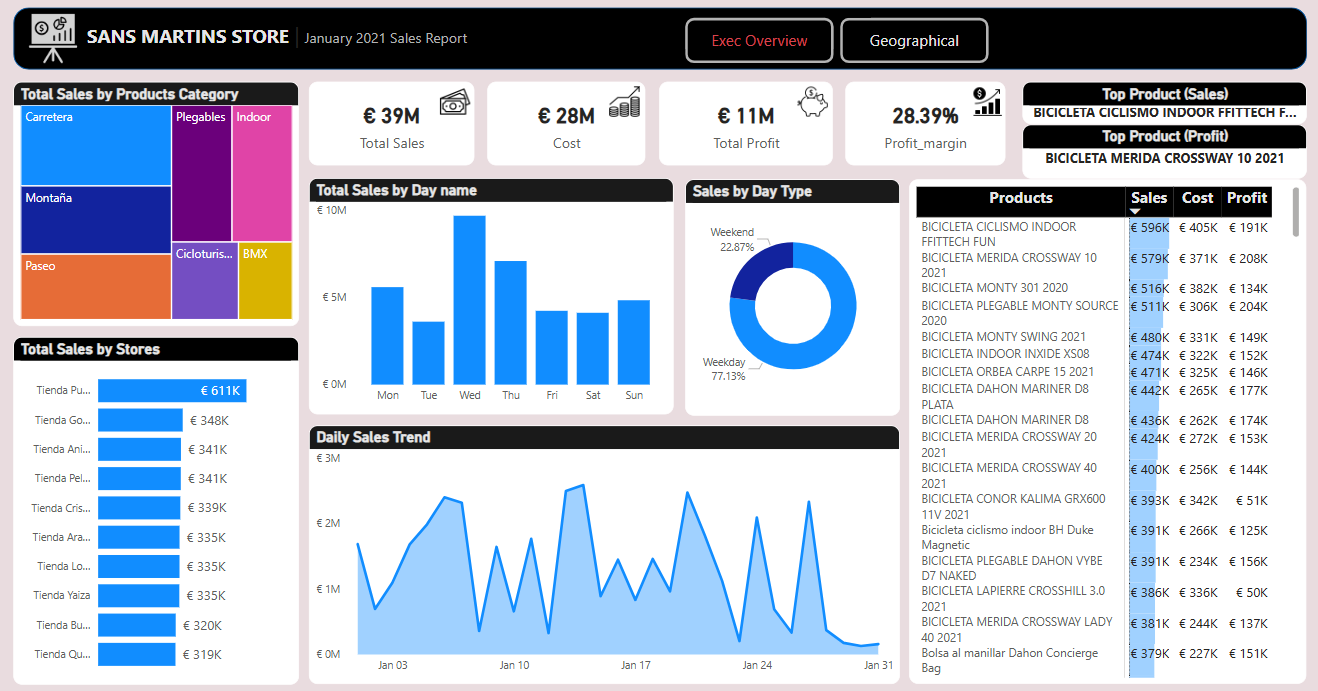 SANS MARTINS STORE
January 2021 Sales Report
Exec Overview
Geographical
Total Sales by Products Category
Carretera
Plegables
Indoor
Montaña
Paseo
Cicloturis...
BMX
€ 39M
Total Sales
€ 28M
Cost
€ 11M
Total Profit
28.39%
Profit_margin
Top Product (Sales)
BICICLETA CICLISMO INDOOR FFITTECH F...
Top Product (Profit)
BICICLETA MERIDA CROSSWAY 10 2021
Total Sales by Stores
Tienda Pu... € 611K
Tienda Go... € 348K
Tienda Ani... € 341K
Tienda Pel... € 341K
Tienda Cris... € 339K
Tienda Ara... € 335K
Tienda Lo... € 335K
Tienda Yaiza € 335K
Tienda Bu... € 320K
Tienda Qu... € 319K
Total Sales by Day name
€ 10M
€ 5M
€ 0M
Mon Tue Wed Thu Fri Sat Sun
Sales by Day Type
Weekend
22.87%
Weekday
77.13%
Daily Sales Trend
€ 3M
€ 2M
€ 1M
€ 0M
Jan 03 Jan 10 Jan 17 Jan 24 Jan 31
Products Sales Cost Profit
BICICLETA CICLISMO INDOOR € 596K € 405K € 191K
FFITTECH FUN
BICICLETA MERIDA CROSSWAY 10 € 579K € 371K € 208K
2021
BICICLETA MONTY 301 2020 € 516K € 382K € 134K
BICICLETA PLEGABLE MONTY SOURCE € 511K € 306K € 204K
2020
BICICLETA MONTY SWING 2021 € 480K € 331K € 149K
BICICLETA INDOOR INXIDE XS08 € 474K € 322K € 152K
BICICLETA ORBEA CARPE 15 2021 € 471K € 325K € 146K
BICICLETA DAHON MARINER D8 € 442K € 265K € 177K
PLATA
BICICLETA DAHON MARINER D8 € 436K € 262K € 174K
BICICLETA MERIDA CROSSWAY 20 € 424K € 272K € 153K
2021
BICICLETA MERIDA CROSSWAY 40 € 400K € 256K € 144K
2021
BICICLETA CONOR KALIMA GRX600 € 393K € 342K € 51K
11V 2021
Bicicleta ciclismo indoor BH Duke € 391K € 266K € 125K
Magnetic
BICICLETA PLEGABLE DAHON VYBE € 391K € 234K € 156K
D7 NAKED
BICICLETA LAPIERRE CROSSHILL 3.0 € 386K € 336K € 50K
2021
BICICLETA MERIDA CROSSWAY LADY € 381K € 244K € 137K
40 2021
Bolsa al manillar Dahon Concierge € 379K € 227K € 151K
Bag